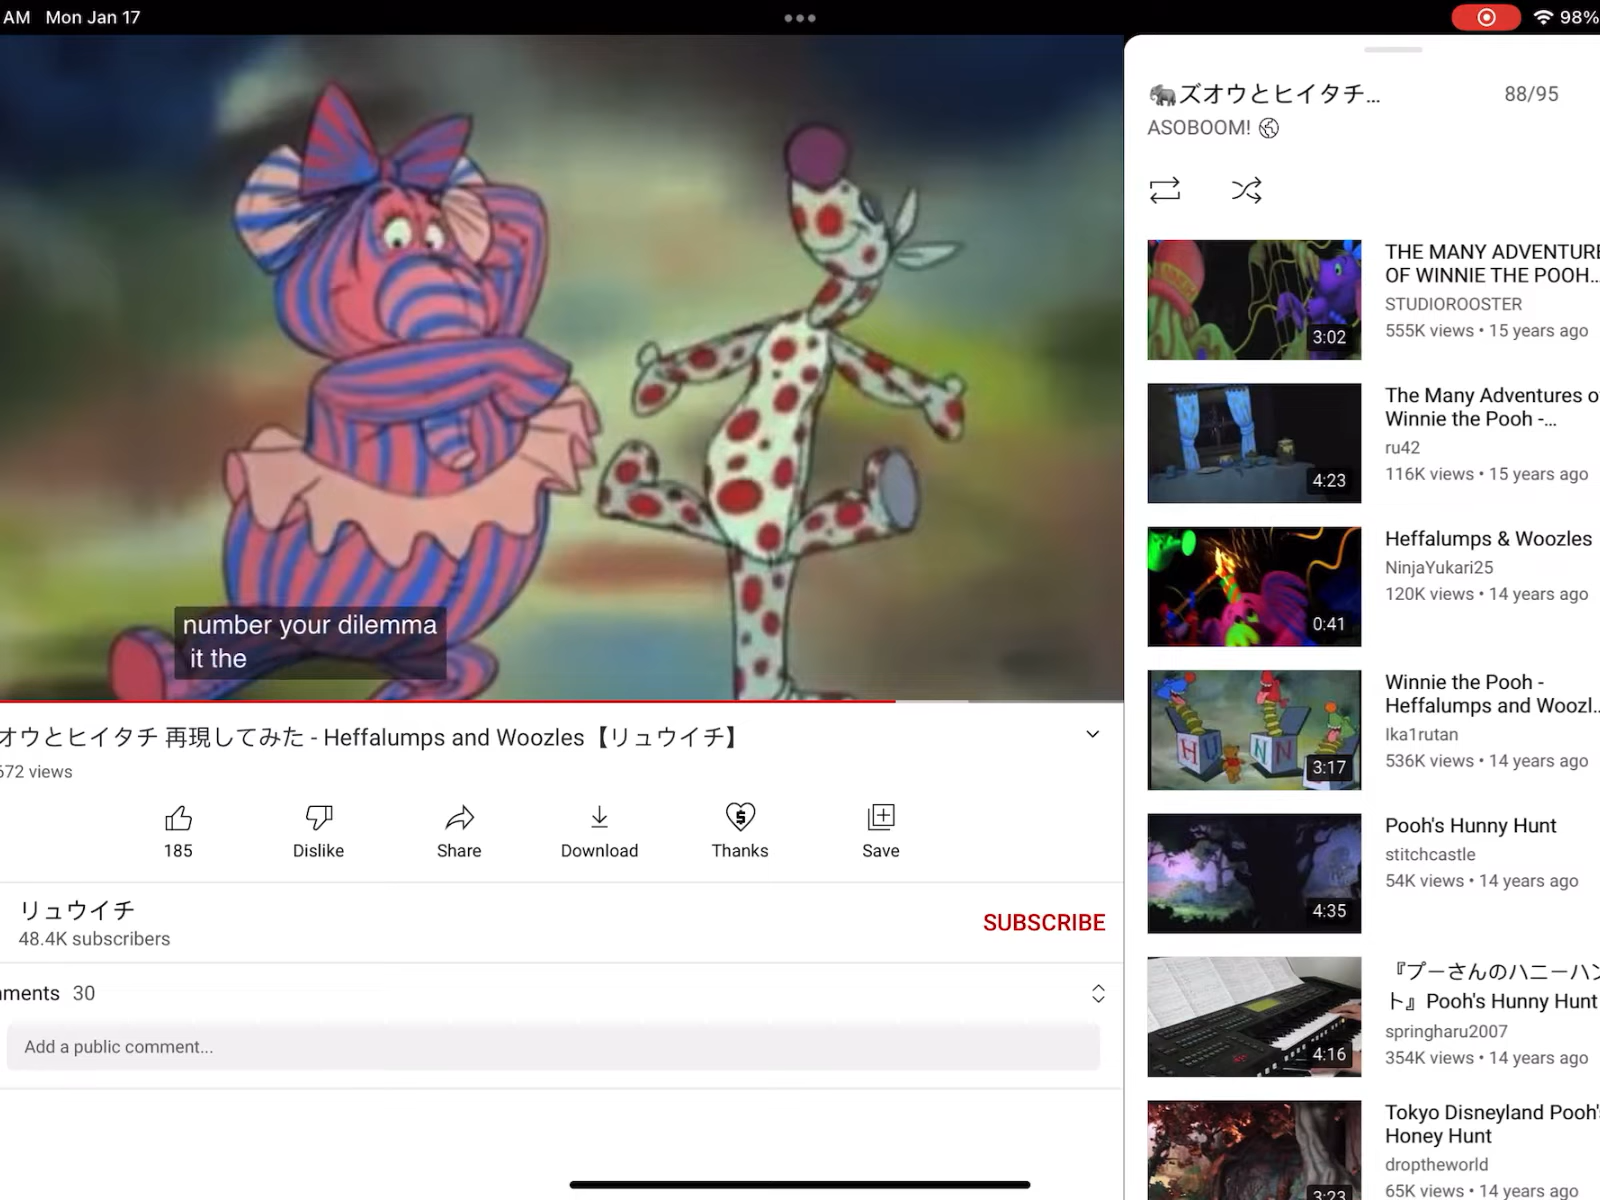 AM Mon Jan 17
98%
number your dilemma
it the
オウとヒイタチ 再現してみた - Heffalumps and Woozles【リュウイチ】
672 views
185
Dislike
Share
Download
Thanks
Save
リュウイチ
48.4K subscribers
SUBSCRIBE
mments 30
Add a public comment...
ズオウとヒイタチ...
88/95
ASOBOOM!
THE MANY ADVENTURE
OF WINNIE THE POOH...
STUDIOROOSTER
555K views • 15 years ago
3:02
The Many Adventures o
Winnie the Pooh -...
ru42
116K views • 15 years ago
4:23
Heffalumps & Woozles
NinjaYukari25
120K views • 14 years ago
0:41
Winnie the Pooh -
Heffalumps and Woozl..
Ika1rutan
536K views • 14 years ago
H U N N
3:17
Pooh's Hunny Hunt
stitchcastle
54K views • 14 years ago
4:35
『プーさんのハニーハン
ト』Pooh's Hunny Hunt
springharu2007
354K views • 14 years ago
4:16
Tokyo Disneyland Pooh's
Honey Hunt
droptheworld
65K views • 14 years ago
3:23